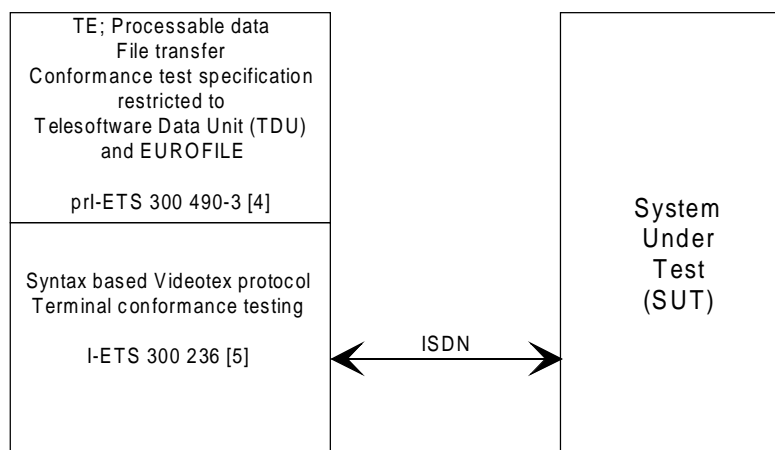 TE; Processable data
File transfer
Conformance test specification
restricted to
Telesoftware Data Unit (TDU)
and EUROFILE
prI-ETS 300 490-3 [4]
Syntax based Videotex protocol
Terminal conformance testing
I-ETS 300 236 [5]
ISDN
System
Under
Test
(SUT)